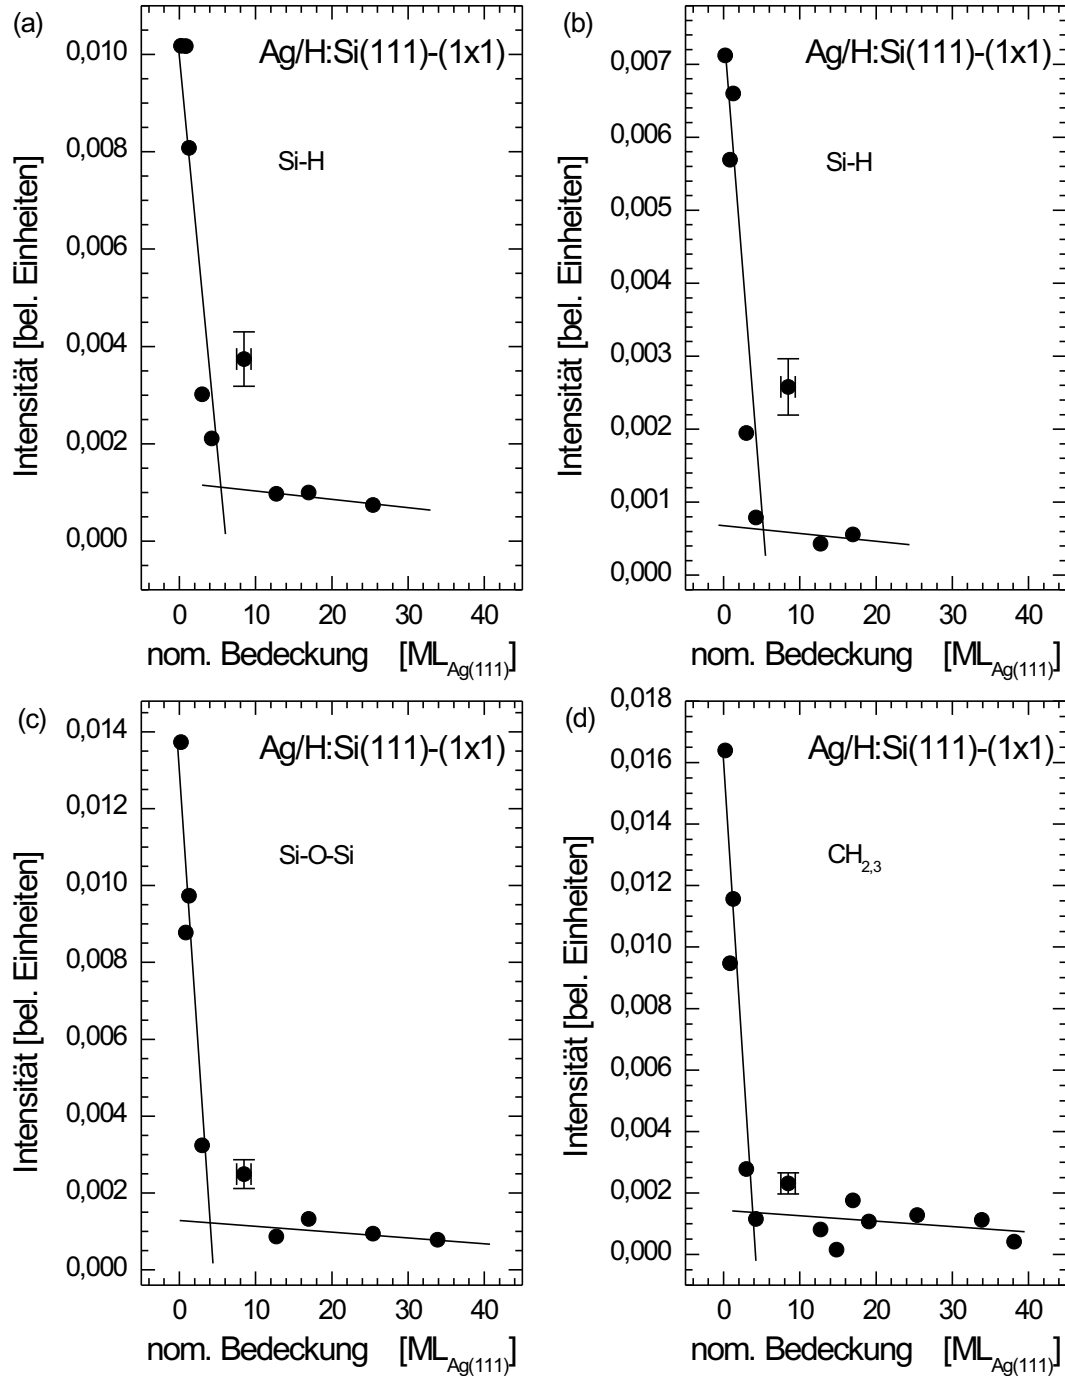 (a)
Ag/H:Si(111)-(1x1)
Si-H
Intensität [bel. Einheiten]
0,010
0,008
0,006
0,004
0,002
0,000
0 10 20 30 40
nom. Bedeckung [ML_Ag(111)]
(b)
Ag/H:Si(111)-(1x1)
Si-H
Intensität [bel. Einheiten]
0,007
0,006
0,005
0,004
0,003
0,002
0,001
0,000
0 10 20 30 40
nom. Bedeckung [ML_Ag(111)]
(c)
Ag/H:Si(111)-(1x1)
Si-O-Si
Intensität [bel. Einheiten]
0,014
0,012
0,010
0,008
0,006
0,004
0,002
0,000
0 10 20 30 40
nom. Bedeckung [ML_Ag(111)]
(d)
Ag/H:Si(111)-(1x1)
CH_2,3
Intensität [bel. Einheiten]
0,018
0,016
0,014
0,012
0,010
0,008
0,006
0,004
0,002
0,000
0 10 20 30 40
nom. Bedeckung [ML_Ag(111)]